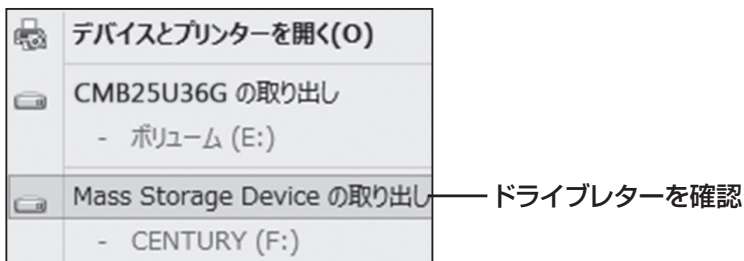 デバイスとプリンターを開く(O)
CMB25U36G の取り出し
- ボリューム (E:)
Mass Storage Device の取り出し
ドライブレターを確認
- CENTURY (F:)